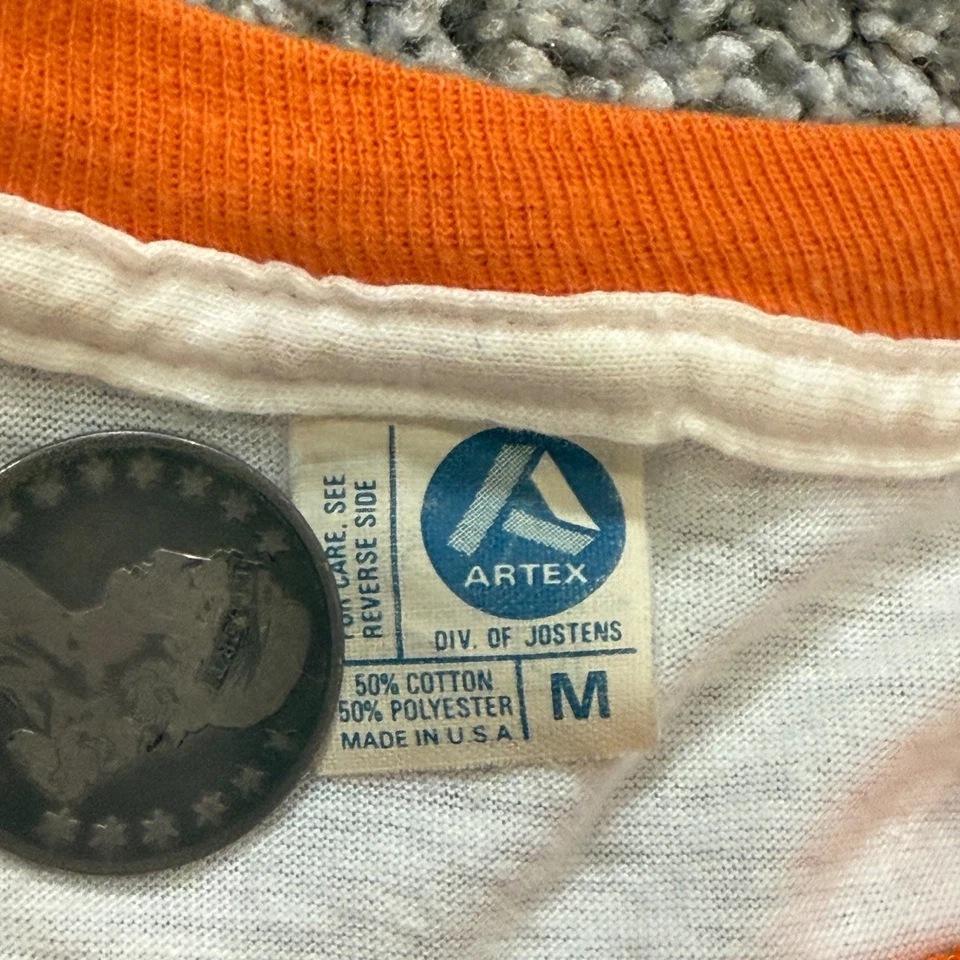 FOR CARE, SEE
REVERSE SIDE
ARTEX
DIV. OF JOSTENS
50% COTTON
50% POLYESTER
MADE IN U.S.A
M